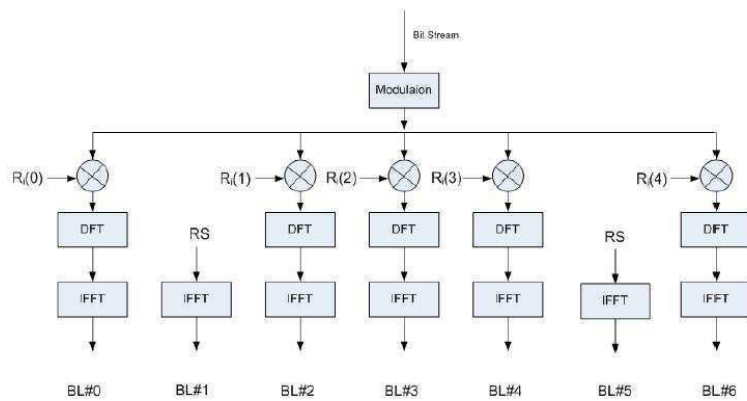 Bit Stream
Modulaion
Ri(0) Ri(1) Ri(2) Ri(3) Ri(4)
DFT RS DFT DFT DFT RS DFT
IFFT IFFT IFFT IFFT IFFT IFFT IFFT
BL#0 BL#1 BL#2 BL#3 BL#4 BL#5 BL#6